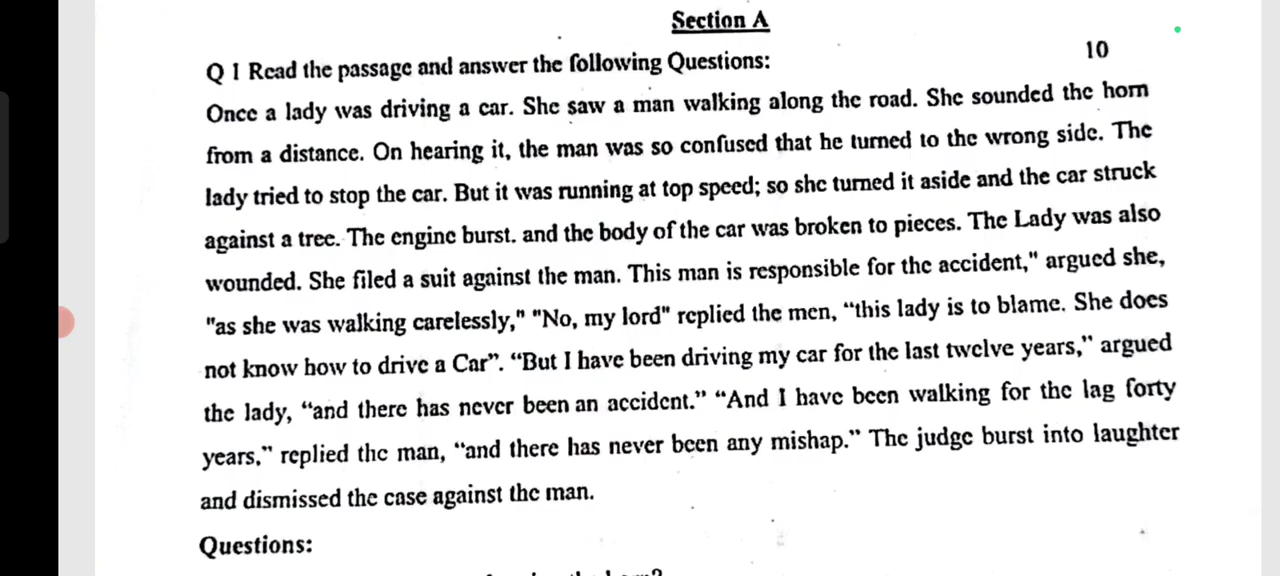 Section A
10
Q 1 Read the passage and answer the following Questions:
Once a lady was driving a car. She saw a man walking along the road. She sounded the horn
from a distance. On hearing it, the man was so confused that he turned to the wrong side. The
lady tried to stop the car. But it was running at top speed; so she turned it aside and the car struck
against a tree. The engine burst. and the body of the car was broken to pieces. The Lady was also
wounded. She filed a suit against the man. This man is responsible for the accident," argued she,
"as she was walking carelessly," "No, my lord" replied the men, “this lady is to blame. She does
not know how to drive a Car”. “But I have been driving my car for the last twelve years,” argued
the lady, “and there has never been an accident.” “And I have been walking for the lag forty
years,” replied the man, “and there has never been any mishap.” The judge burst into laughter
and dismissed the case against the man.
Questions: